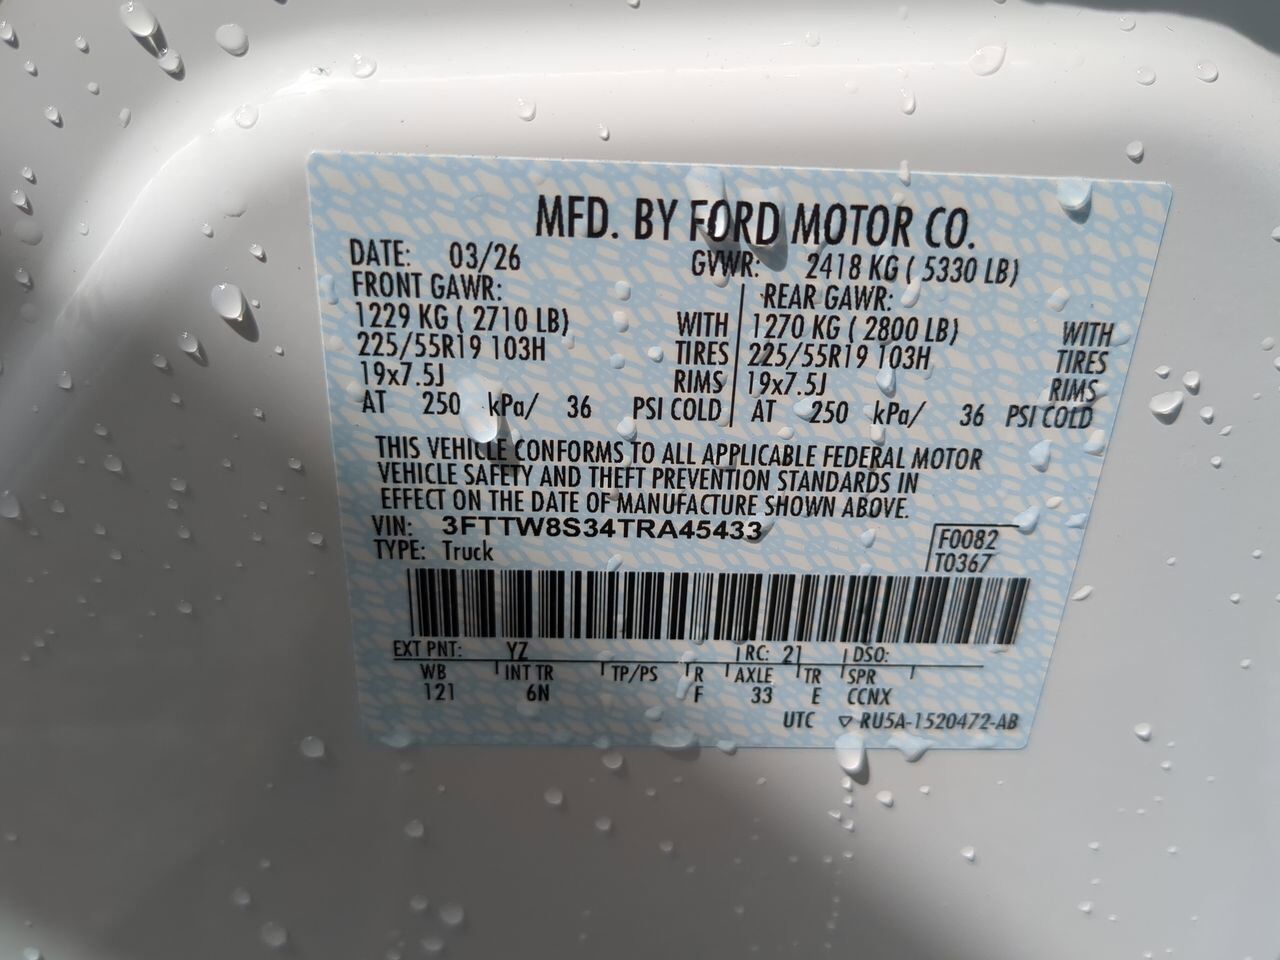 MFD. BY FORD MOTOR CO.
DATE: 03/26 GVWR: 2418 KG ( 5330 LB)
FRONT GAWR: REAR GAWR:
1229 KG ( 2710 LB) WITH 1270 KG ( 2800 LB) WITH
225/55R19 103H TIRES 225/55R19 103H TIRES
19x7.5J RIMS 19x7.5J RIMS
AT 250 kPa/ 36 PSI COLD AT 250 kPa/ 36 PSI COLD
THIS VEHICLE CONFORMS TO ALL APPLICABLE FEDERAL MOTOR
VEHICLE SAFETY AND THEFT PREVENTION STANDARDS IN
EFFECT ON THE DATE OF MANUFACTURE SHOWN ABOVE.
VIN: 3FTTW8S34TRA45433 F0082
TYPE: Truck T0367
EXT PNT: YZ RC: 21 DSO:
WB INT TR TP/PS R AXLE TR SPR
121 6N F 33 E CCNX
UTC ▽ RU5A-1520472-AB